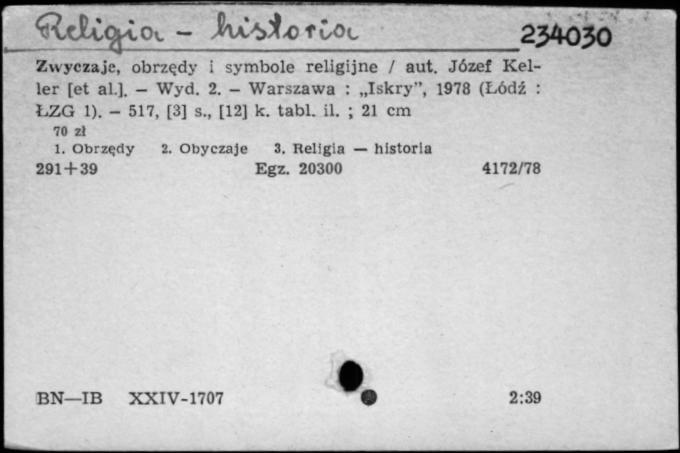 Religia - historia 234030
Zwyczaje, obrzędy i symbole religijne / aut. Józef Kel-
ler [et al.]. — Wyd. 2. — Warszawa : „Iskry”, 1978 (Łódź :
ŁZG 1). — 517, [3] s., [12] k. tabl. il. ; 21 cm
70 zł
1. Obrzędy 2. Obyczaje 3. Religia — historia
291+39 Egz. 20300 4172/78
BN—IB XXIV-1707 2:39